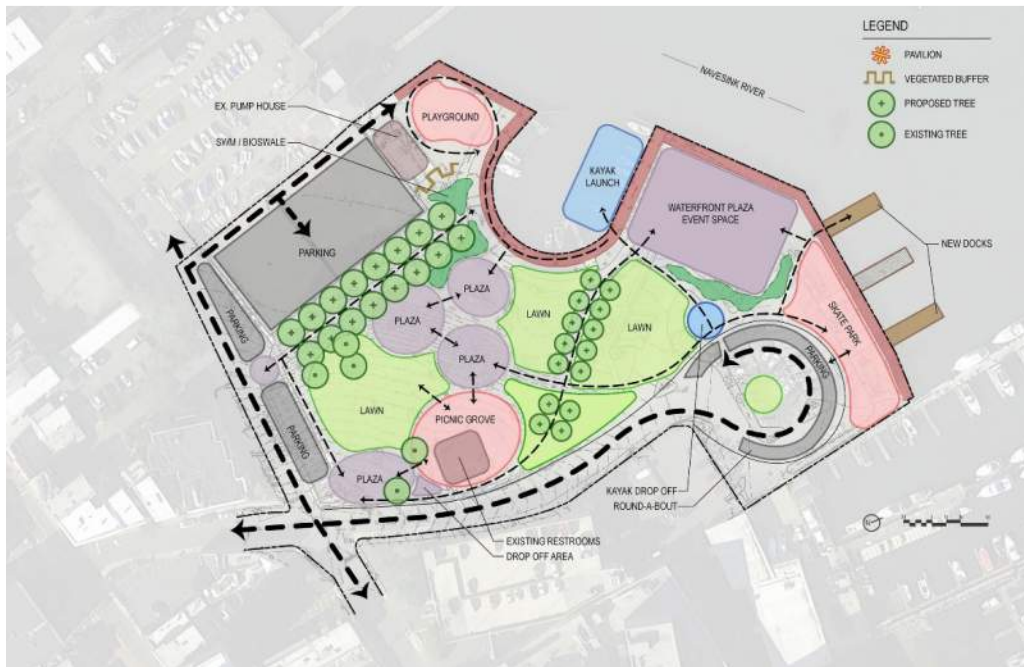 LEGEND
PAVILION
VEGETATED BUFFER
PROPOSED TREE
EXISTING TREE
NAVESINK RIVER
EX. PUMP HOUSE
SWM / BIOSWALE
PLAYGROUND
KAYAK
LAUNCH
WATERFRONT PLAZA
EVENT SPACE
NEW DOCKS
PARKING
PARKING
PLAZA
PLAZA
PLAZA
LAWN
LAWN
SKATE PARK
PARKING
LAWN
PICNIC GROVE
PARKING
PLAZA
KAYAK DROP OFF
ROUND-A-BOUT
EXISTING RESTROOMS
DROP OFF AREA